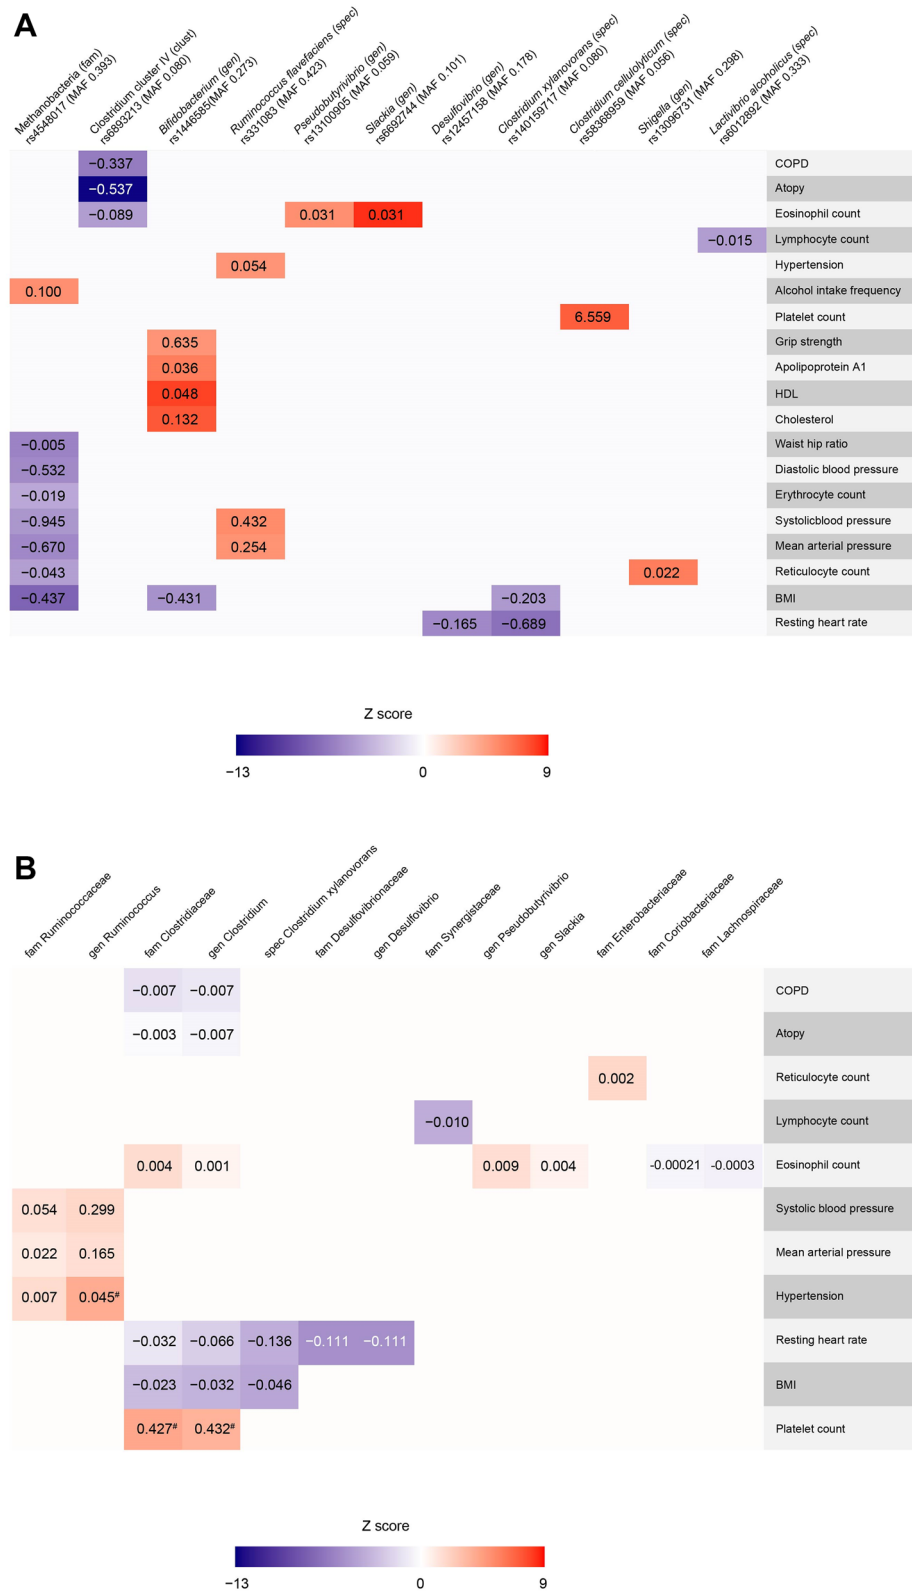 A
Methanobacteria (fam)
rs4548017 (MAF 0.393)
Clostridium cluster IV (clust)
rs6893213 (MAF 0.080)
Bifidobacterium (gen)
rs1446585(MAF 0.273)
Ruminococcus flavefaciens (spec)
rs331083 (MAF 0.423)
Pseudobutyrivibrio (gen)
rs13100905 (MAF 0.059)
Slackia (gen)
rs6692744 (MAF 0.101)
Desulfovibrio (gen)
rs12457158 (MAF 0.178)
Clostridium xylanovorans (spec)
rs140159717 (MAF 0.080)
Clostridium cellulolyticum (spec)
rs58368959 (MAF 0.056)
Shigella (gen)
rs13096731 (MAF 0.298)
Lactivibrio alcoholicus (spec)
rs6012892 (MAF 0.333)
−0.337 COPD
−0.537 Atopy
−0.089 0.031 0.031 Eosinophil count
−0.015 Lymphocyte count
0.054 Hypertension
0.100 Alcohol intake frequency
6.559 Platelet count
0.635 Grip strength
0.036 Apolipoprotein A1
0.048 HDL
0.132 Cholesterol
−0.005 Waist hip ratio
−0.532 Diastolic blood pressure
−0.019 Erythrocyte count
−0.945 0.432 Systolicblood pressure
−0.670 0.254 Mean arterial pressure
−0.043 0.022 Reticulocyte count
−0.437 −0.431 −0.203 BMI
−0.165 −0.689 Resting heart rate
Z score
−13 0 9
B
fam Ruminococcaceae
gen Ruminococcus
fam Clostridiaceae
gen Clostridium
spec Clostridium xylanovorans
fam Desulfovibrionaceae
gen Desulfovibrio
fam Synergistaceae
gen Pseudobutyrivibrio
gen Slackia
fam Enterobacteriaceae
fam Coriobacteriaceae
fam Lachnospiraceae
−0.007 −0.007 COPD
−0.003 −0.007 Atopy
0.002 Reticulocyte count
−0.010 Lymphocyte count
0.004 0.001 0.009 0.004 -0.00021 -0.0003 Eosinophil count
0.054 0.299 Systolic blood pressure
0.022 0.165 Mean arterial pressure
0.007 0.045# Hypertension
−0.032 −0.066 −0.136 −0.111 −0.111 Resting heart rate
−0.023 −0.032 −0.046 BMI
0.427# 0.432# Platelet count
Z score
−13 0 9